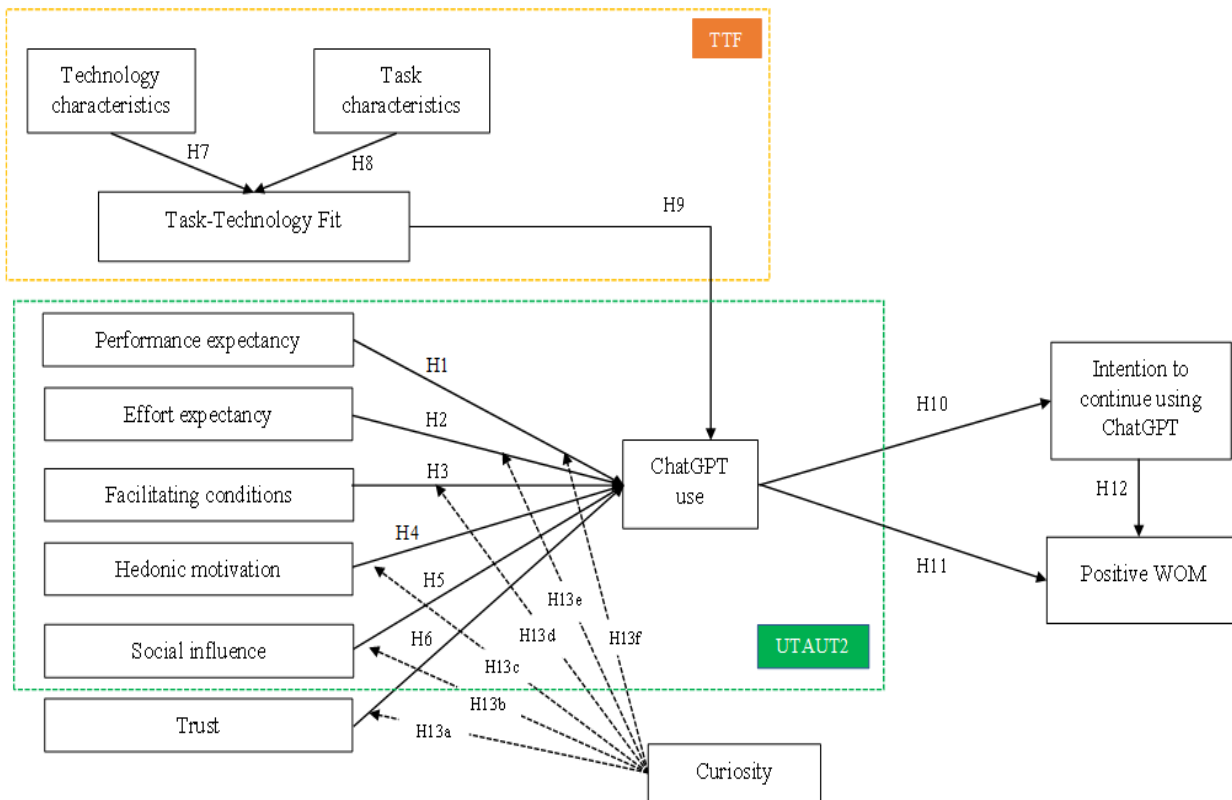 TTF
Technology
characteristics
Task
characteristics
H7
H8
Task-Technology Fit
H9
Performance expectancy
H1
Effort expectancy
H2
Facilitating conditions
H3
Hedonic motivation
H4
Social influence
H5
H6
Trust
ChatGPT
use
H10
H11
Intention to
continue using
ChatGPT
H12
Positive WOM
H13e
H13d
H13f
H13c
H13b
H13a
UTAUT2
Curiosity